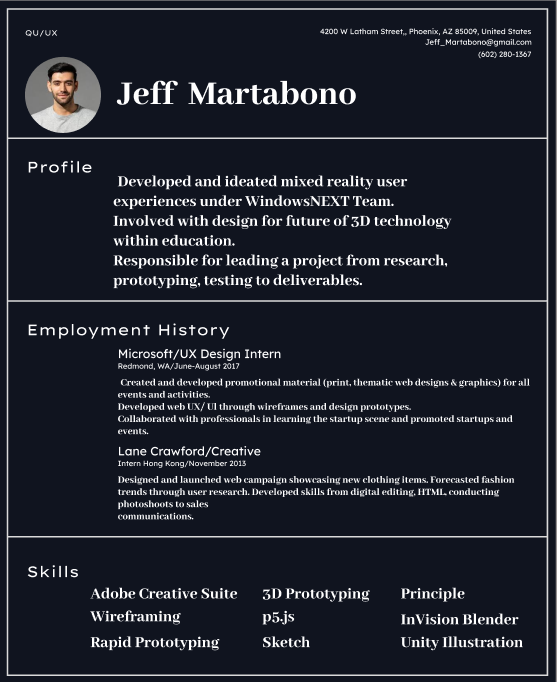 QU/UX
4200 W Latham Street,, Phoenix, AZ 85009, United States
Jeff_Martabono@gmail.com
(602) 280-1367
Jeff Martabono
Profile
Developed and ideated mixed reality user
experiences under WindowsNEXT Team.
Involved with design for future of 3D technology
within education.
Responsible for leading a project from research,
prototyping, testing to deliverables.
Employment History
Microsoft/UX Design Intern
Redmond, WA/June-August 2017
Created and developed promotional material (print, thematic web designs & graphics) for all
events and activities.
Developed web UX/ UI through wireframes and design prototypes.
Collaborated with professionals in learning the startup scene and promoted startups and
events.
Lane Crawford/Creative
Intern Hong Kong/November 2013
Designed and launched web campaign showcasing new clothing items. Forecasted fashion
trends through user research. Developed skills from digital editing, HTML, conducting
photoshoots to sales
communications.
Skills
Adobe Creative Suite 3D Prototyping Principle
Wireframing p5.js InVision Blender
Rapid Prototyping Sketch Unity Illustration